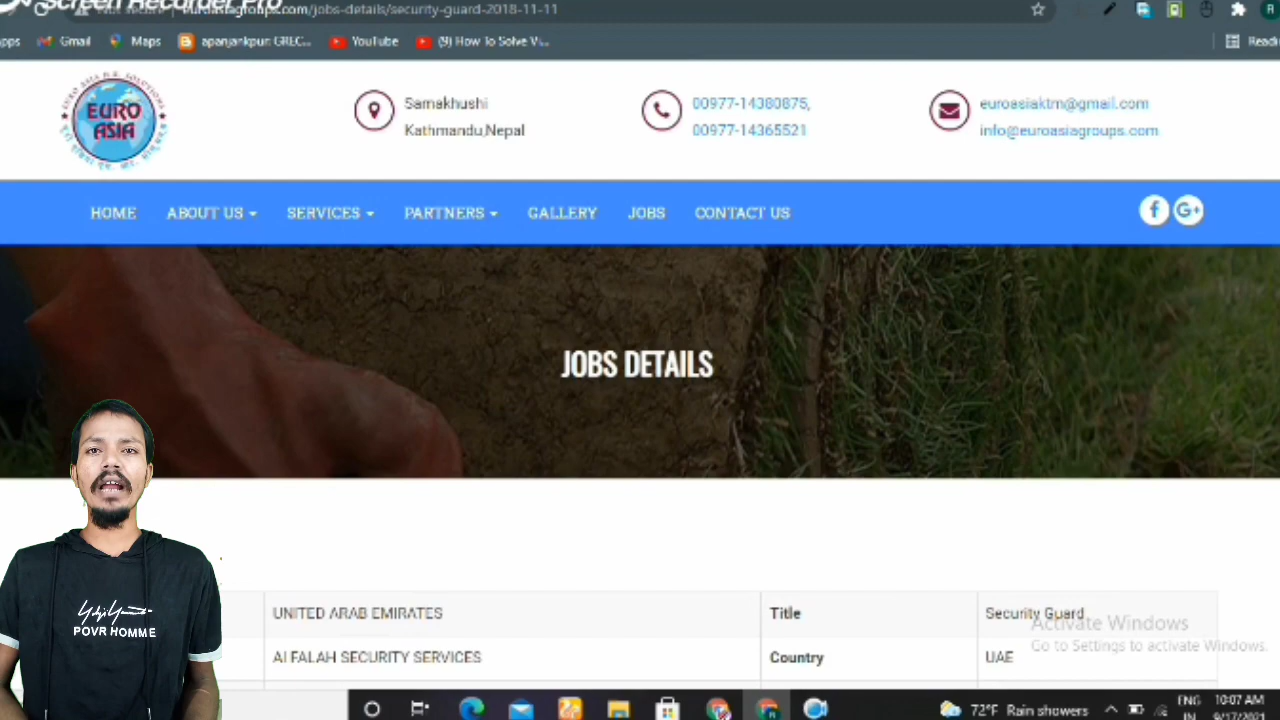 Screen Recorder Pro
euroasiagroups.com/jobs-details/security-guard-2018-11-11
Gmail
Maps
apanjankpur: GREC...
YouTube
(9) How To Solve Vi...
EURO ASIA
Samakhushi
Kathmandu,Nepal
00977-14380875,
00977-14365521
euroasiaktm@gmail.com
info@euroasiagroups.com
HOME ABOUT US SERVICES PARTNERS GALLERY JOBS CONTACT US
JOBS DETAILS
UNITED ARAB EMIRATES Title Security Guard
Al FALAH SECURITY SERVICES Country UAE
Activate Windows
Go to Settings to activate Windows.
POVR HOMME
72°F Rain showers
ENG
IN
10:07 AM